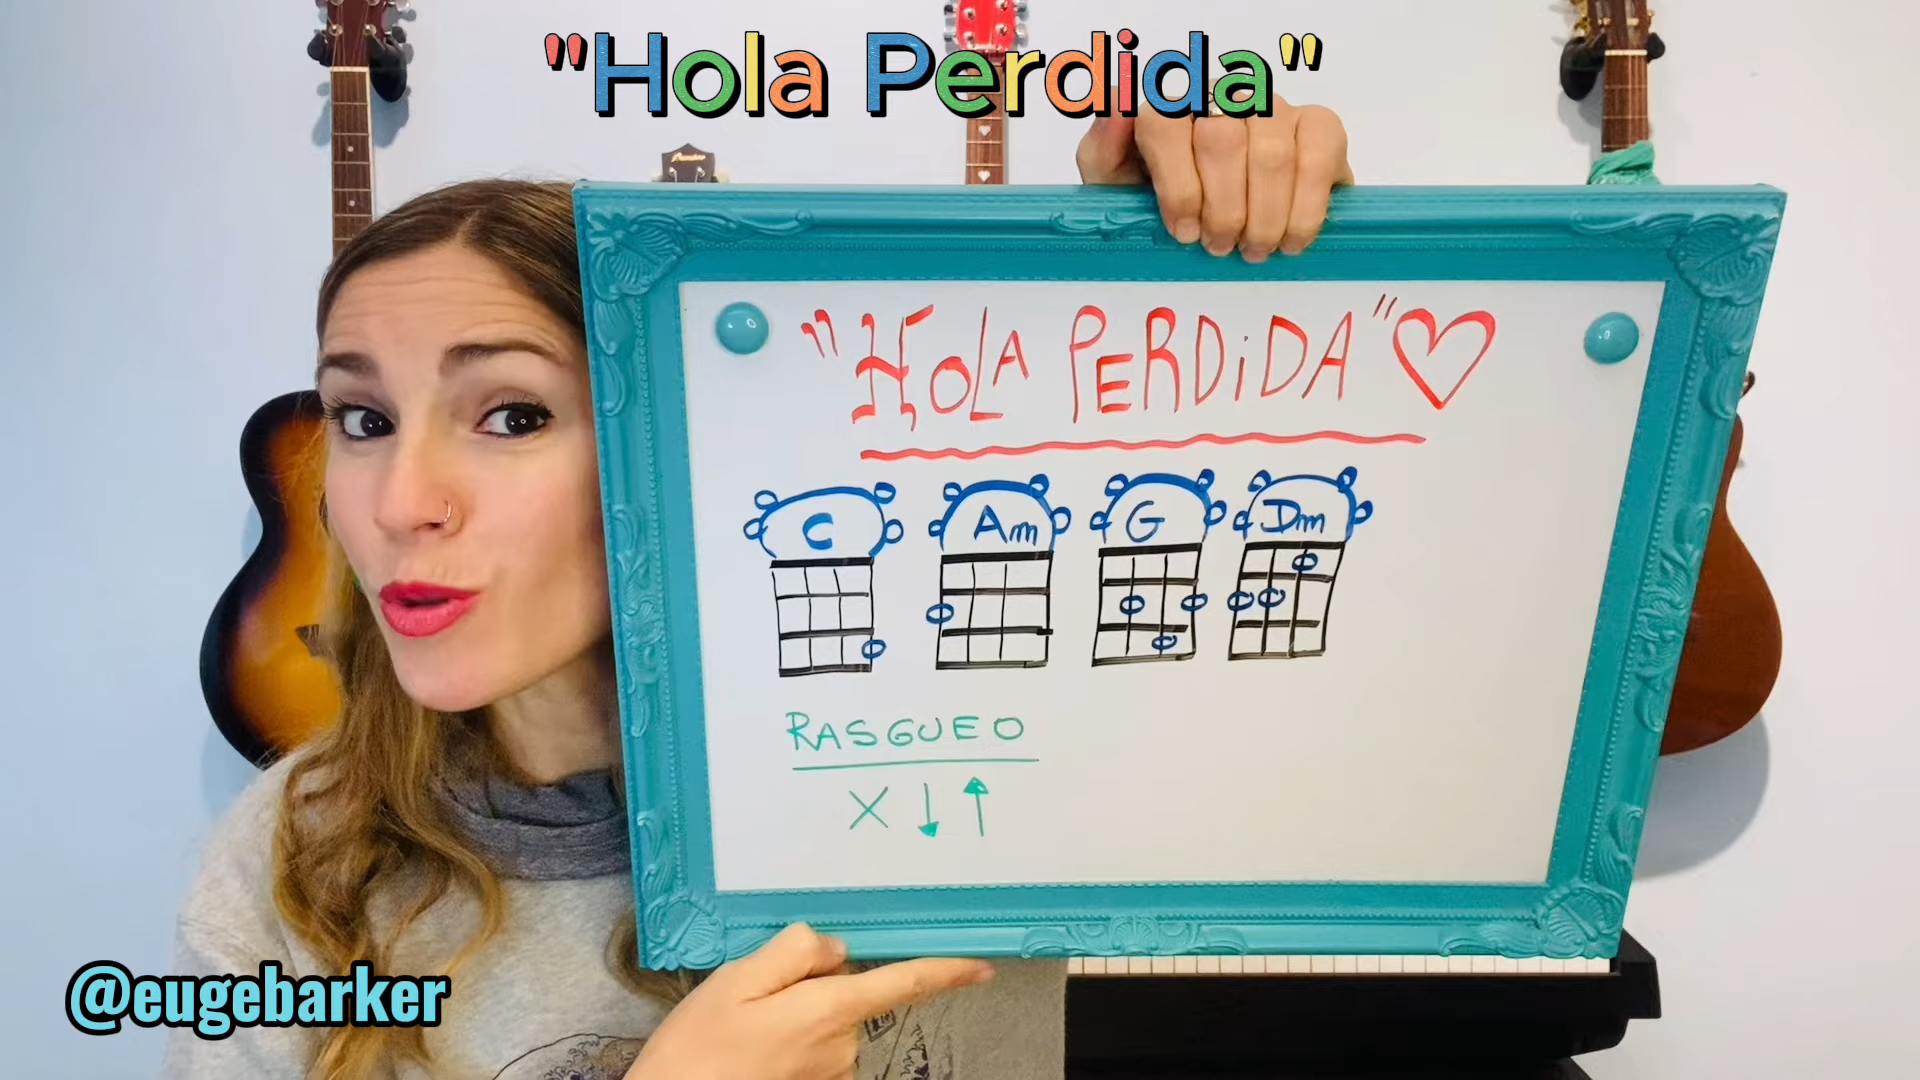 "Hola Perdida"
"HOLA PERDiDA"
C Am G Dm
RASGUEO
X ↓ ↑
@eugebarker